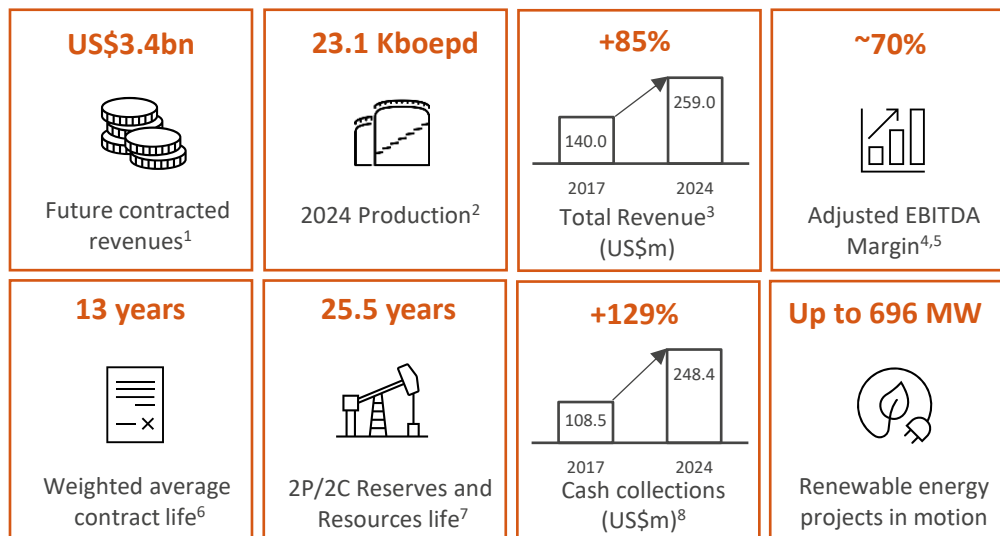 US$3.4bn
Future contracted
revenues1
23.1 Kboepd
2024 Production2
+85%
140.0
259.0
2017
2024
Total Revenue3
(US$m)
~70%
Adjusted EBITDA
Margin4,5
13 years
Weighted average
contract life6
25.5 years
2P/2C Reserves and
Resources life7
+129%
108.5
248.4
2017
2024
Cash collections
(US$m)8
Up to 696 MW
Renewable energy
projects in motion